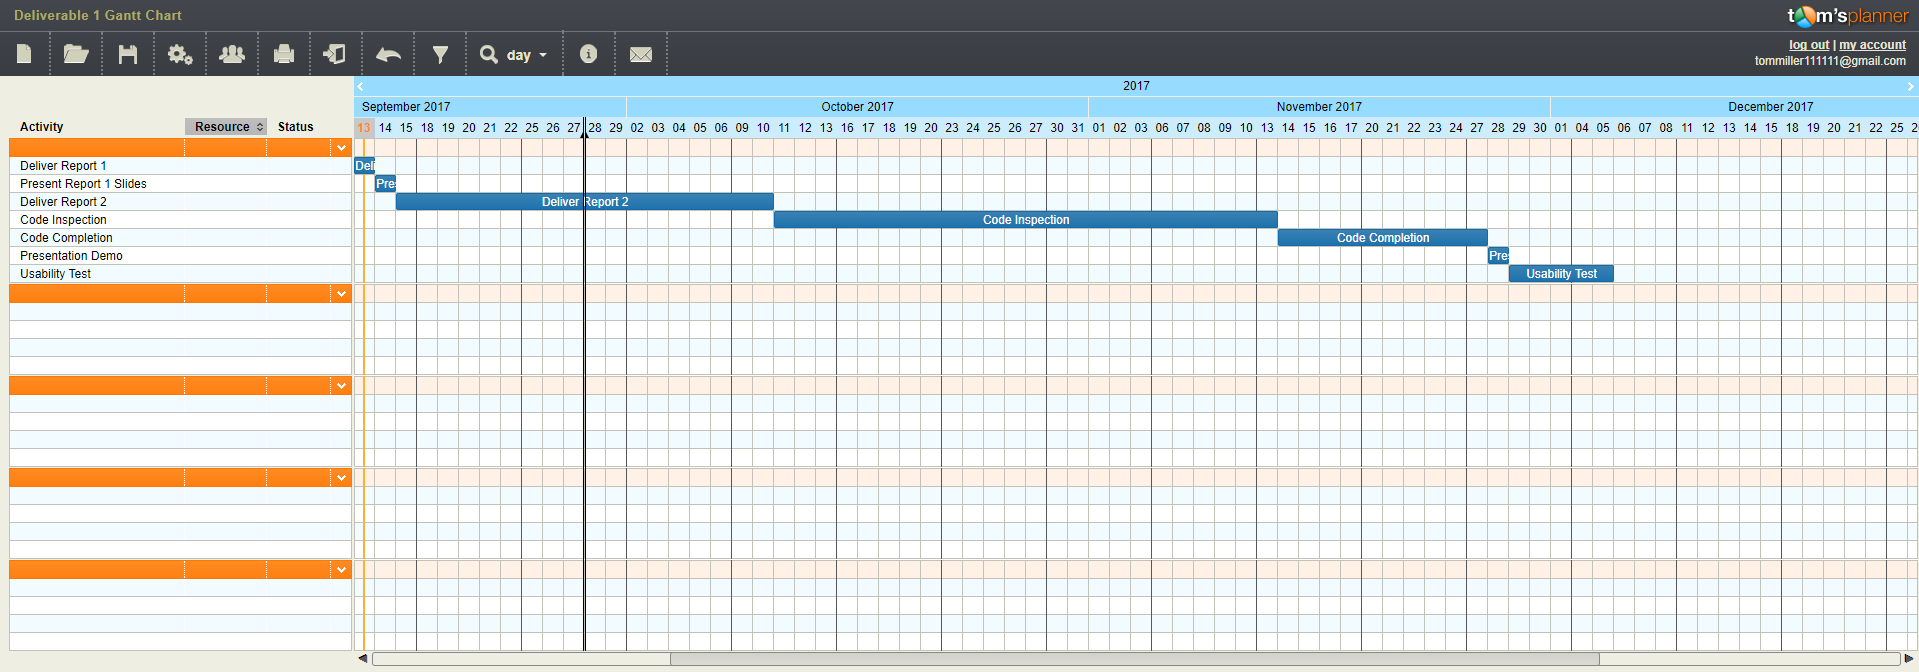 Deliverable 1 Gantt Chart
tom'splanner
day
log out | my account
tommiller111111@gmail.com
2017
September 2017 October 2017 November 2017 December 2017
Activity Resource Status 13 14 15 18 19 20 21 22 25 26 27 28 29 02 03 04 05 06 09 10 11 12 13 16 17 18 19 20 23 24 25 26 27 30 31 01 02 03 06 07 08 09 10 13 14 15 16 17 20 21 22 23 24 27 28 29 30 01 04 05 06 07 08 11 12 13 14 15 18 19 20 21 22 25 2
Deliver Report 1 Deli
Present Report 1 Slides Pres
Deliver Report 2 Deliver Report 2
Code Inspection Code Inspection
Code Completion Code Completion
Presentation Demo Pres
Usability Test Usability Test